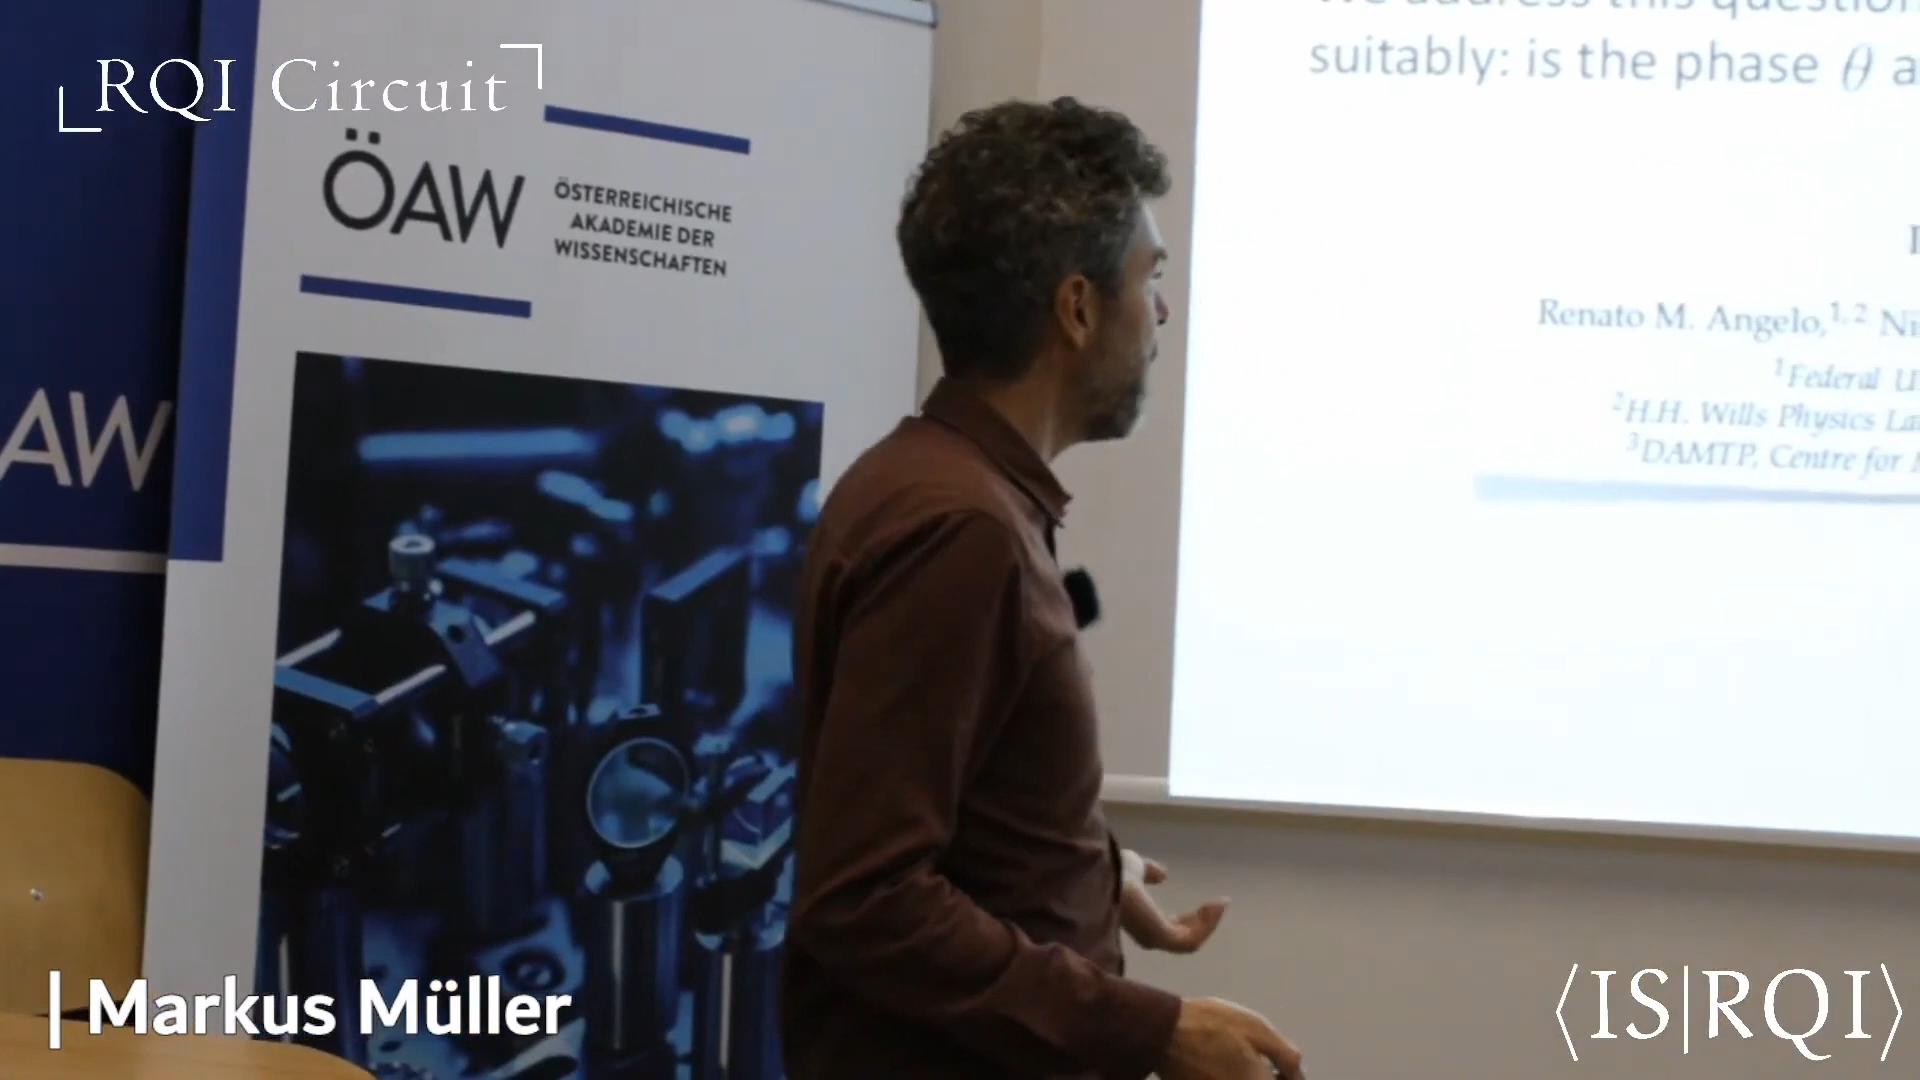 RQI Circuit
ÖAW
ÖSTERREICHISCHE
AKADEMIE DER
WISSENSCHAFTEN
AW
suitably: is the phase θ
Renato M. Angelo,¹,²
¹Federal
²H.H. Wills Physics
³DAMTP, Centre for
| Markus Müller
⟨IS|RQI⟩